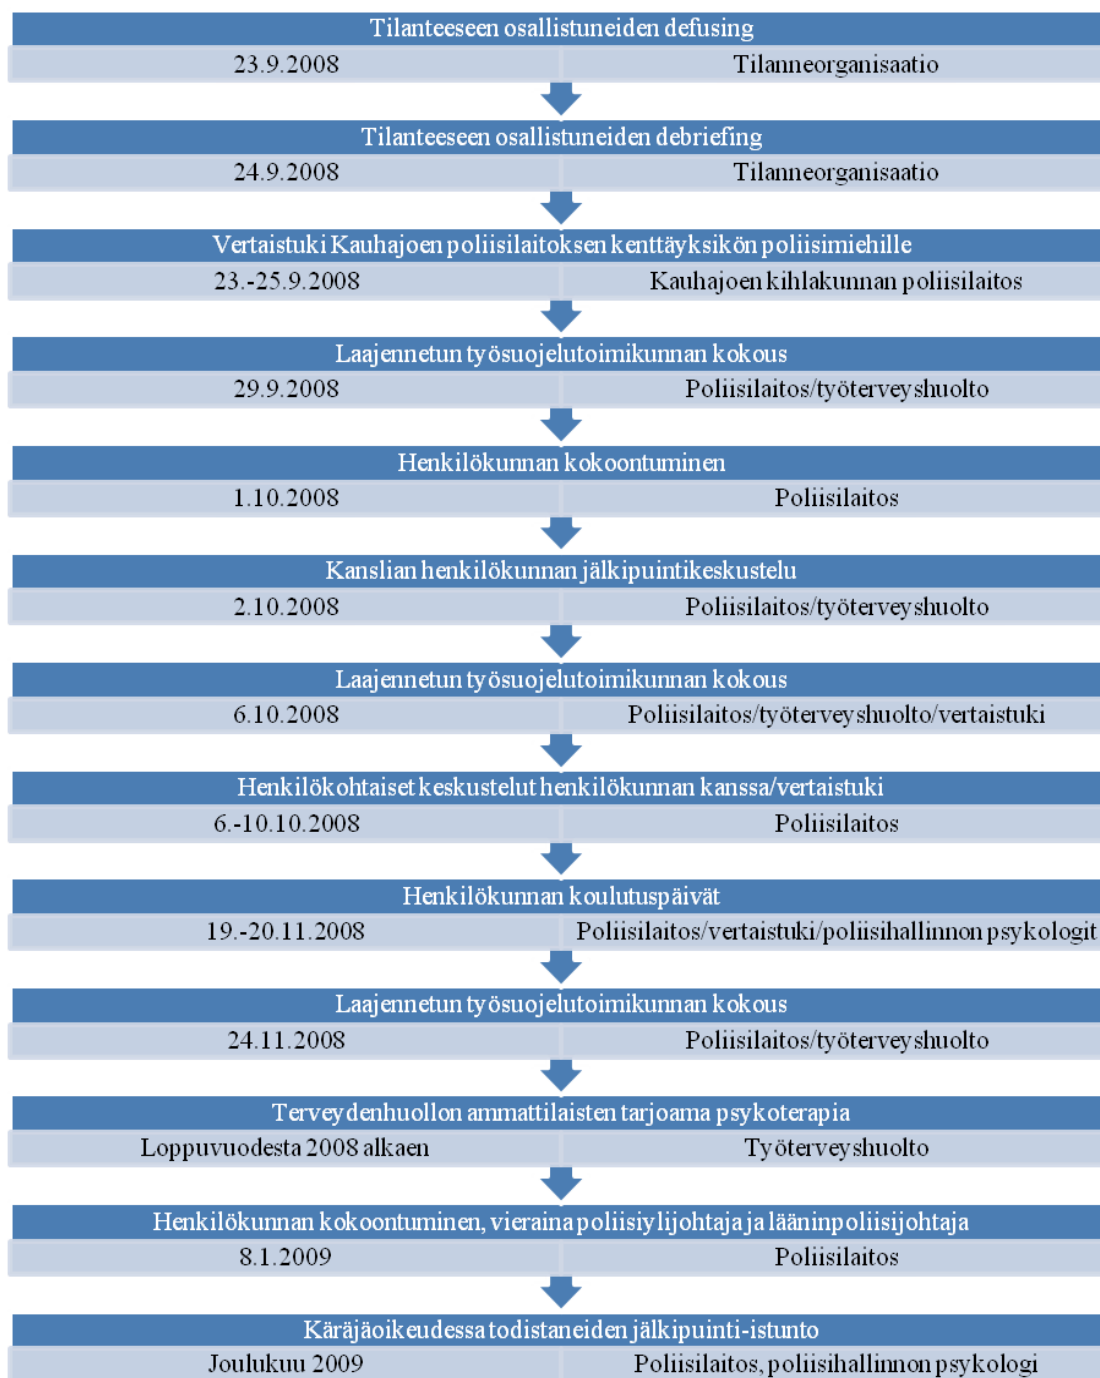 Tilanteeseen osallistuneiden defusing
23.9.2008 Tilanneorganisaatio
Tilanteeseen osallistuneiden debriefing
24.9.2008 Tilanneorganisaatio
Vertaistuki Kauhajoen poliisilaitoksen kenttäyksikön poliisimiehille
23.-25.9.2008 Kauhajoen kihlakunnan poliisilaitos
Laajennetun työsuojelutoimikunnan kokous
29.9.2008 Poliisilaitos/työterveyshuolto
Henkilökunnan kokoontuminen
1.10.2008 Poliisilaitos
Kanslian henkilökunnan jälkipuintikeskustelu
2.10.2008 Poliisilaitos/työterveyshuolto
Laajennetun työsuojelutoimikunnan kokous
6.10.2008 Poliisilaitos/työterveyshuolto/vertaistuki
Henkilökohtaiset keskustelut henkilökunnan kanssa/vertaistuki
6.-10.10.2008 Poliisilaitos
Henkilökunnan koulutuspäivät
19.-20.11.2008 Poliisilaitos/vertaistuki/poliisihallinnon psykologit
Laajennetun työsuojelutoimikunnan kokous
24.11.2008 Poliisilaitos/työterveyshuolto
Terveydenhuollon ammattilaisten tarjoama psykoterapia
Loppuvuodesta 2008 alkaen Työterveyshuolto
Henkilökunnan kokoontuminen, vieraina poliisiylijohtaja ja lääninpoliisijohtaja
8.1.2009 Poliisilaitos
Käräjäoikeudessa todistaneiden jälkipuinti-istunto
Joulukuu 2009 Poliisilaitos, poliisihallinnon psykologi